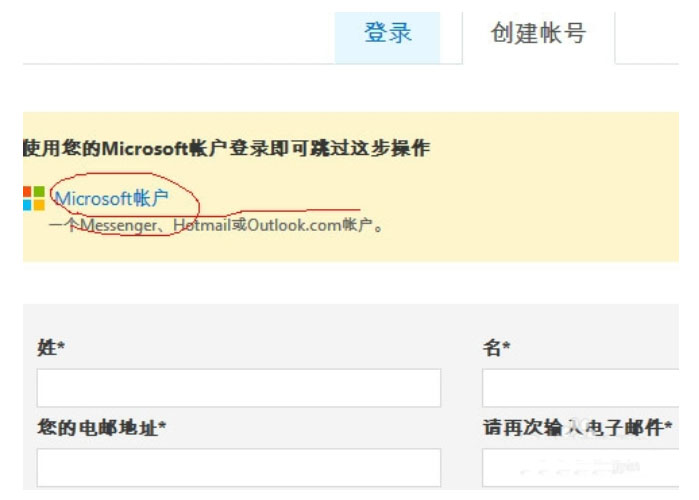 登录 创建帐号
使用您的Microsoft帐户登录即可跳过这步操作
Microsoft帐户
一个Messenger、Hotmail或Outlook.com帐户。
姓* 名*
您的电邮地址* 请再次输入电子邮件*